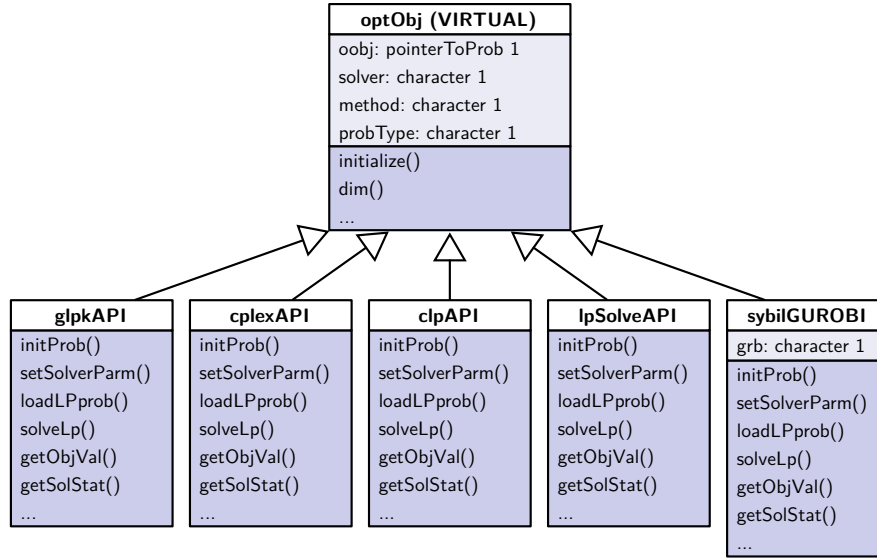 optObj (VIRTUAL)
oobj: pointerToProb 1
solver: character 1
method: character 1
probType: character 1
initialize()
dim()
...
glpkAPI
initProb()
setSolverParm()
loadLPprob()
solveLp()
getObjVal()
getSolStat()
...
cplexAPI
initProb()
setSolverParm()
loadLPprob()
solveLp()
getObjVal()
getSolStat()
...
clpAPI
initProb()
setSolverParm()
loadLPprob()
solveLp()
getObjVal()
getSolStat()
...
lpSolveAPI
initProb()
setSolverParm()
loadLPprob()
solveLp()
getObjVal()
getSolStat()
...
sybilGUROBI
grb: character 1
initProb()
setSolverParm()
loadLPprob()
solveLp()
getObjVal()
getSolStat()
...